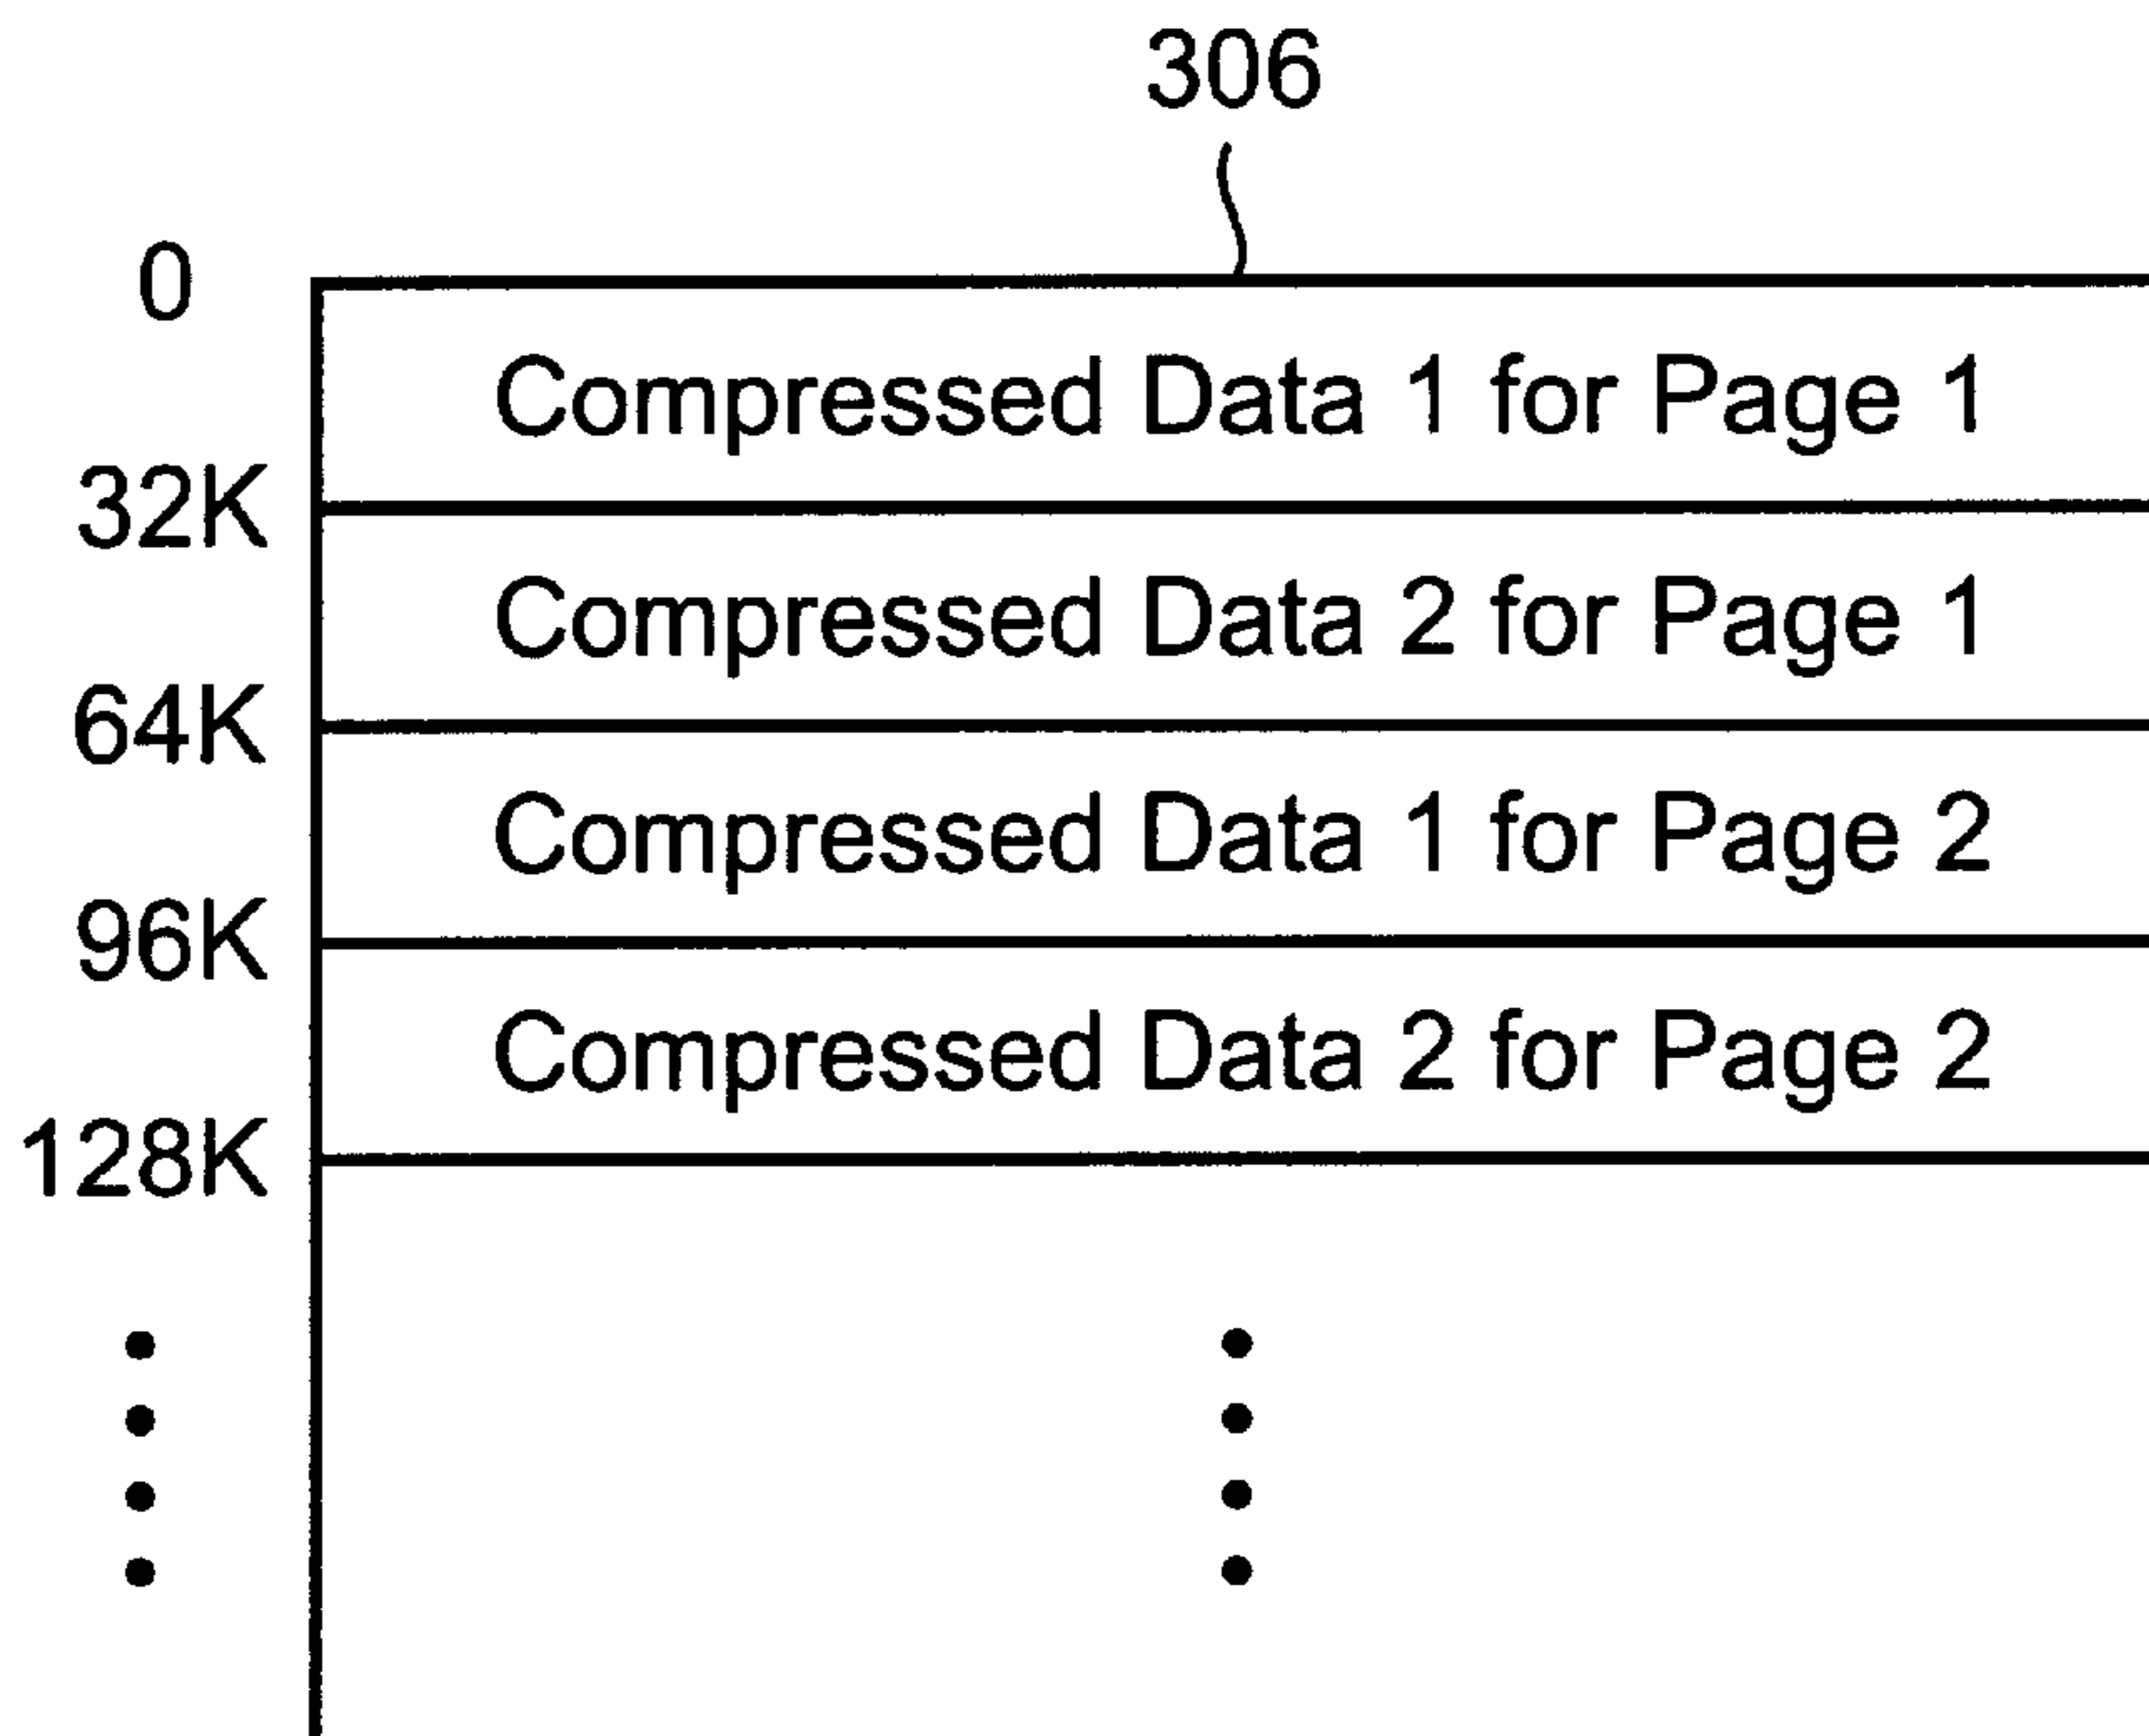 306
0
Compressed Data 1 for Page 1
32K
Compressed Data 2 for Page 1
64K
Compressed Data 1 for Page 2
96K
Compressed Data 2 for Page 2
128K